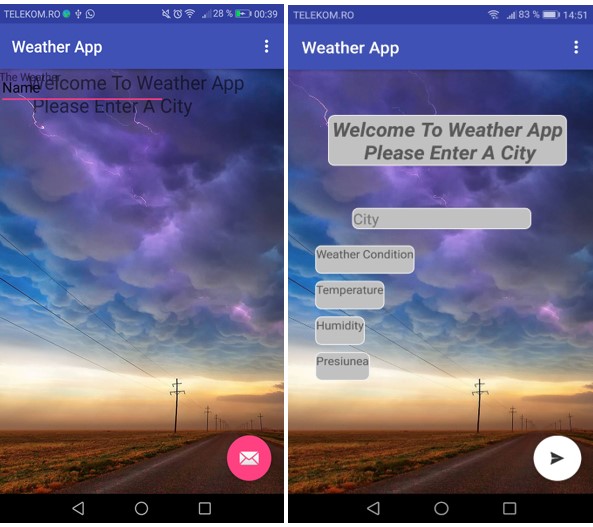 TELEKOM.RO 28 % 00:39
Weather App
The Weather
Name
Welcome To Weather App
Please Enter A City
TELEKOM.RO 83 % 14:51
Weather App
Welcome To Weather App
Please Enter A City
City
Weather Condition
Temperature
Humidity
Presiunea